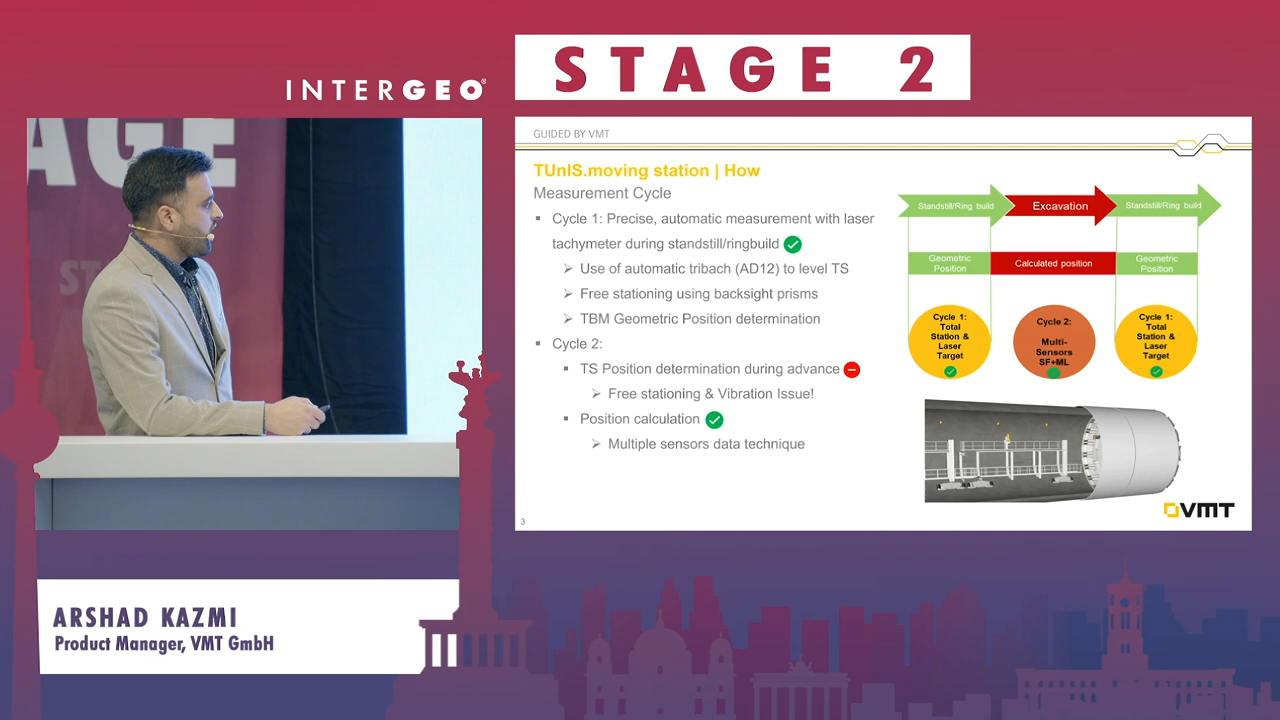 INTERGEO®
STAGE 2
AGE
ST
GUIDED BY VMT
TUnIS.moving station | How
Measurement Cycle
Cycle 1: Precise, automatic measurement with laser
tachymeter during standstill/ringbuild
Use of automatic tribach (AD12) to level TS
Free stationing using backsight prisms
TBM Geometric Position determination
Cycle 2:
TS Position determination during advance
Free stationing & Vibration Issue!
Position calculation
Multiple sensors data technique
Standstill/Ring build
Excavation
Standstill/Ring build
Geometric
Position
Calculated position
Geometric
Position
Cycle 1:
Total
Station &
Laser
Target
Cycle 2:
Multi-
Sensors
SF+ML
Cycle 1:
Total
Station &
Laser
Target
VMT
3
ARSHAD KAZMI
Product Manager, VMT GmbH